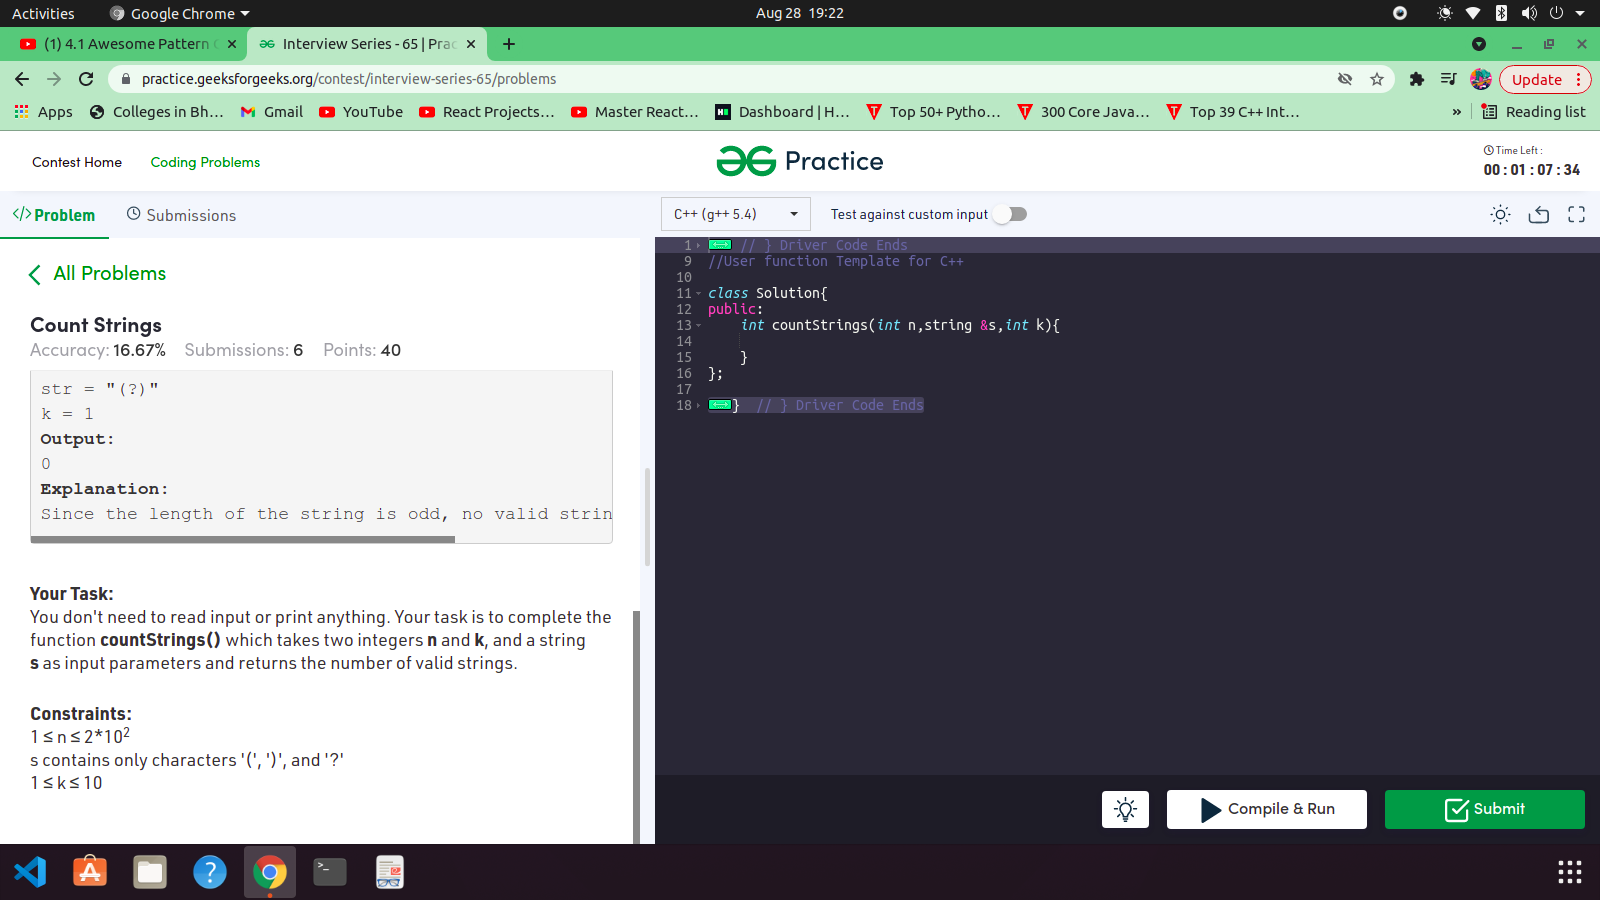 Activities
Google Chrome
Aug 28 19:22
(1) 4.1 Awesome Pattern
Interview Series - 65 | Prac
practice.geeksforgeeks.org/contest/interview-series-65/problems
Update
Apps
Colleges in Bh...
Gmail
YouTube
React Projects...
Master React...
Dashboard | H...
Top 50+ Pytho...
300 Core Java...
Top 39 C++ Int...
»
Reading list
Contest Home
Coding Problems
Practice
Time Left :
00 : 01 : 07 : 34
</> Problem
Submissions
C++ (g++ 5.4)
Test against custom input
All Problems
Count Strings
Accuracy: 16.67% Submissions: 6 Points: 40
str = "(?)"
k = 1
Output:
0
Explanation:
Since the length of the string is odd, no valid strin
Your Task:
You don't need to read input or print anything. Your task is to complete the
function countStrings() which takes two integers n and k, and a string
s as input parameters and returns the number of valid strings.
Constraints:
1 ≤ n ≤ 2*10²
s contains only characters '(', ')', and '?'
1 ≤ k ≤ 10
1 // } Driver Code Ends
9 //User function Template for C++
10
11 class Solution{
12 public:
13 int countStrings(int n,string &s,int k){
14
15 }
16 };
17
18 } // } Driver Code Ends
Compile & Run
Submit